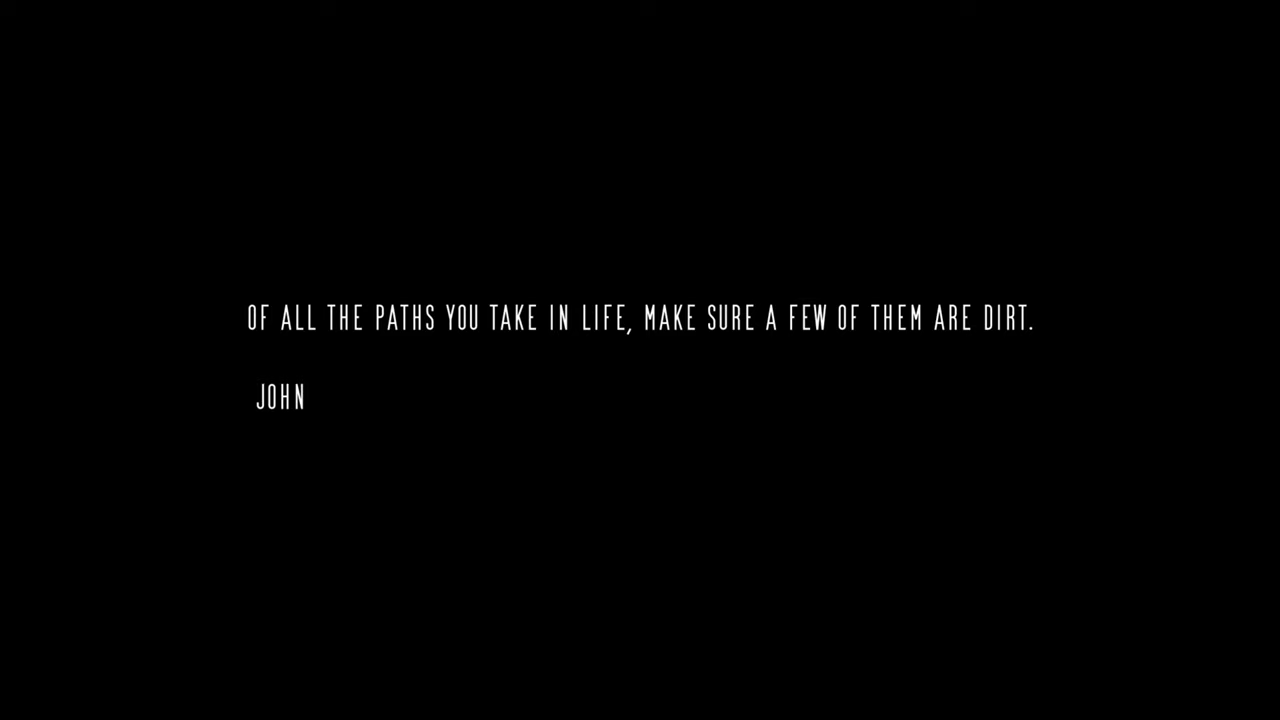 OF ALL THE PATHS YOU TAKE IN LIFE, MAKE SURE A FEW OF THEM ARE DIRT.
JOHN